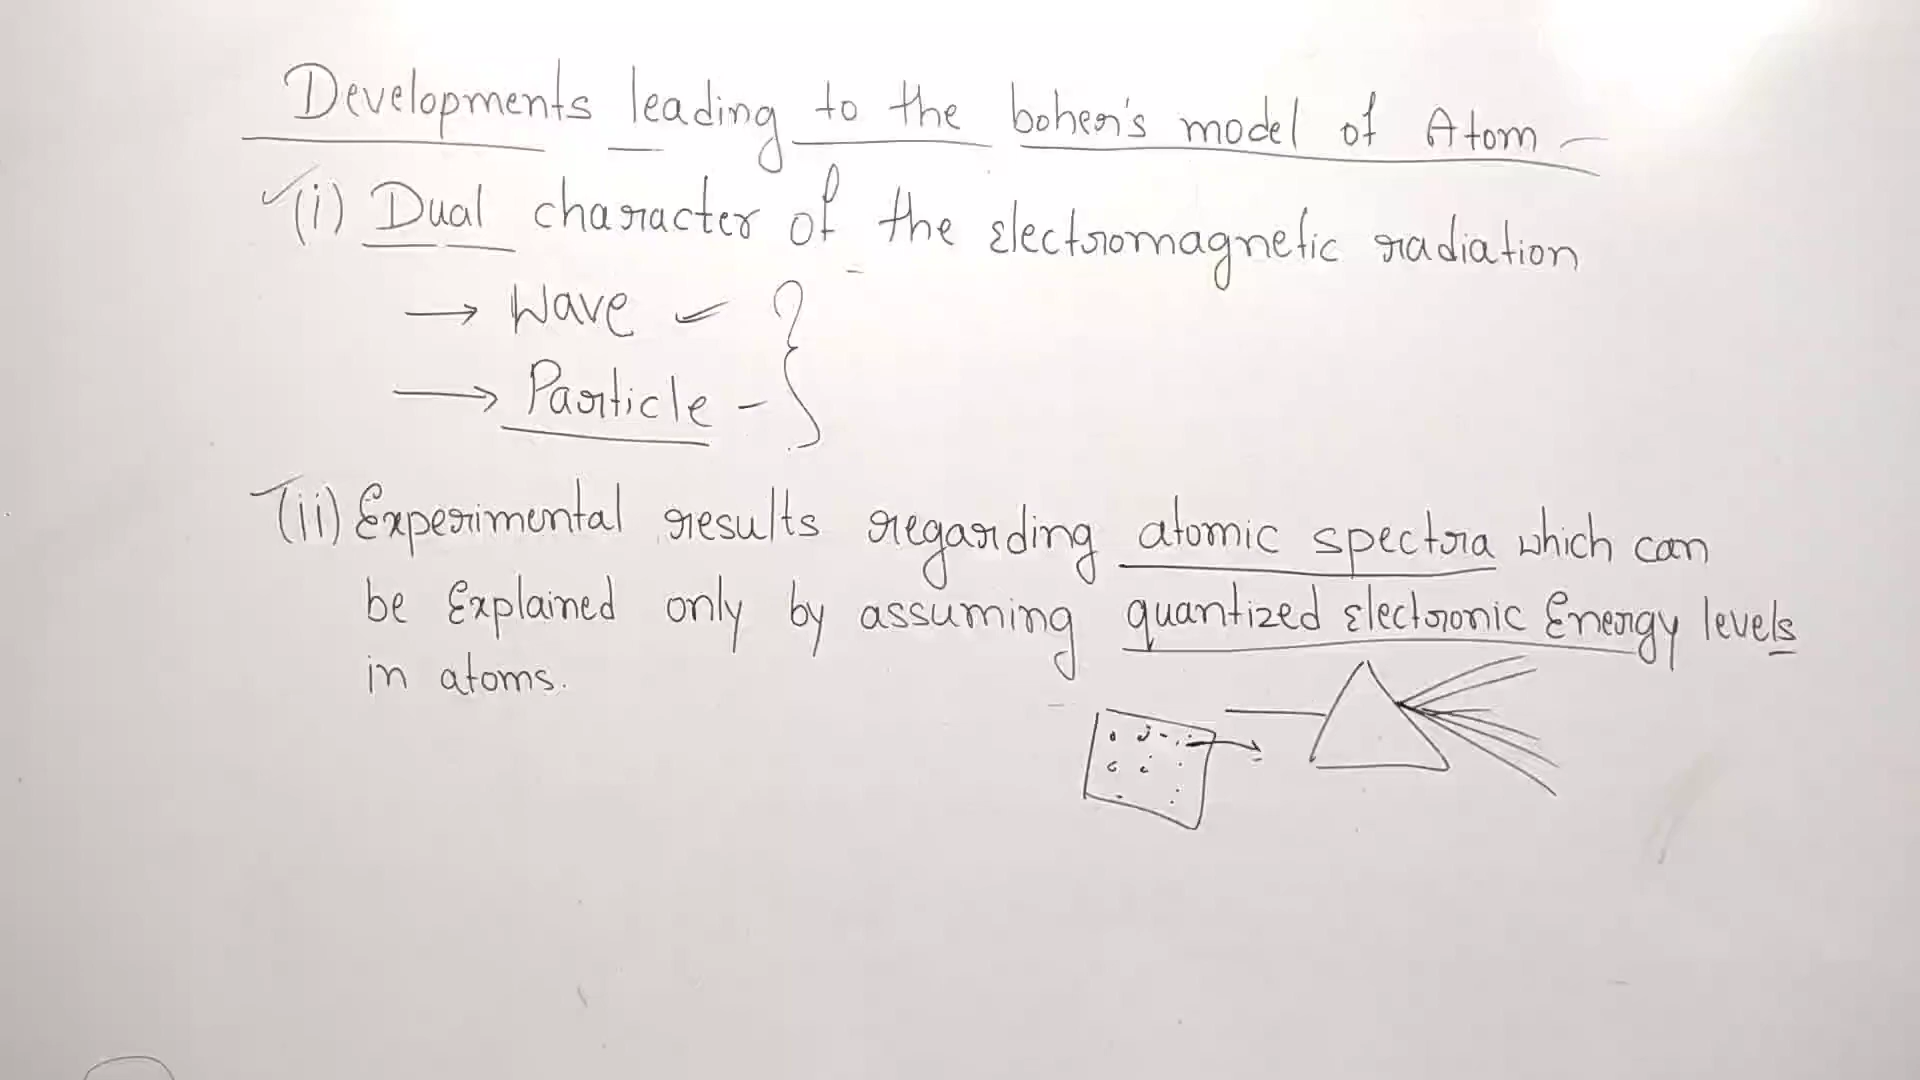 Developments leading to the boher's model of Atom -
(i) Dual character of the electromagnetic radiation
→ Wave
→ Particle -
(ii) Experimental results regarding atomic spectra which can
be Explained only by assuming quantized electronic Energy levels
in atoms.